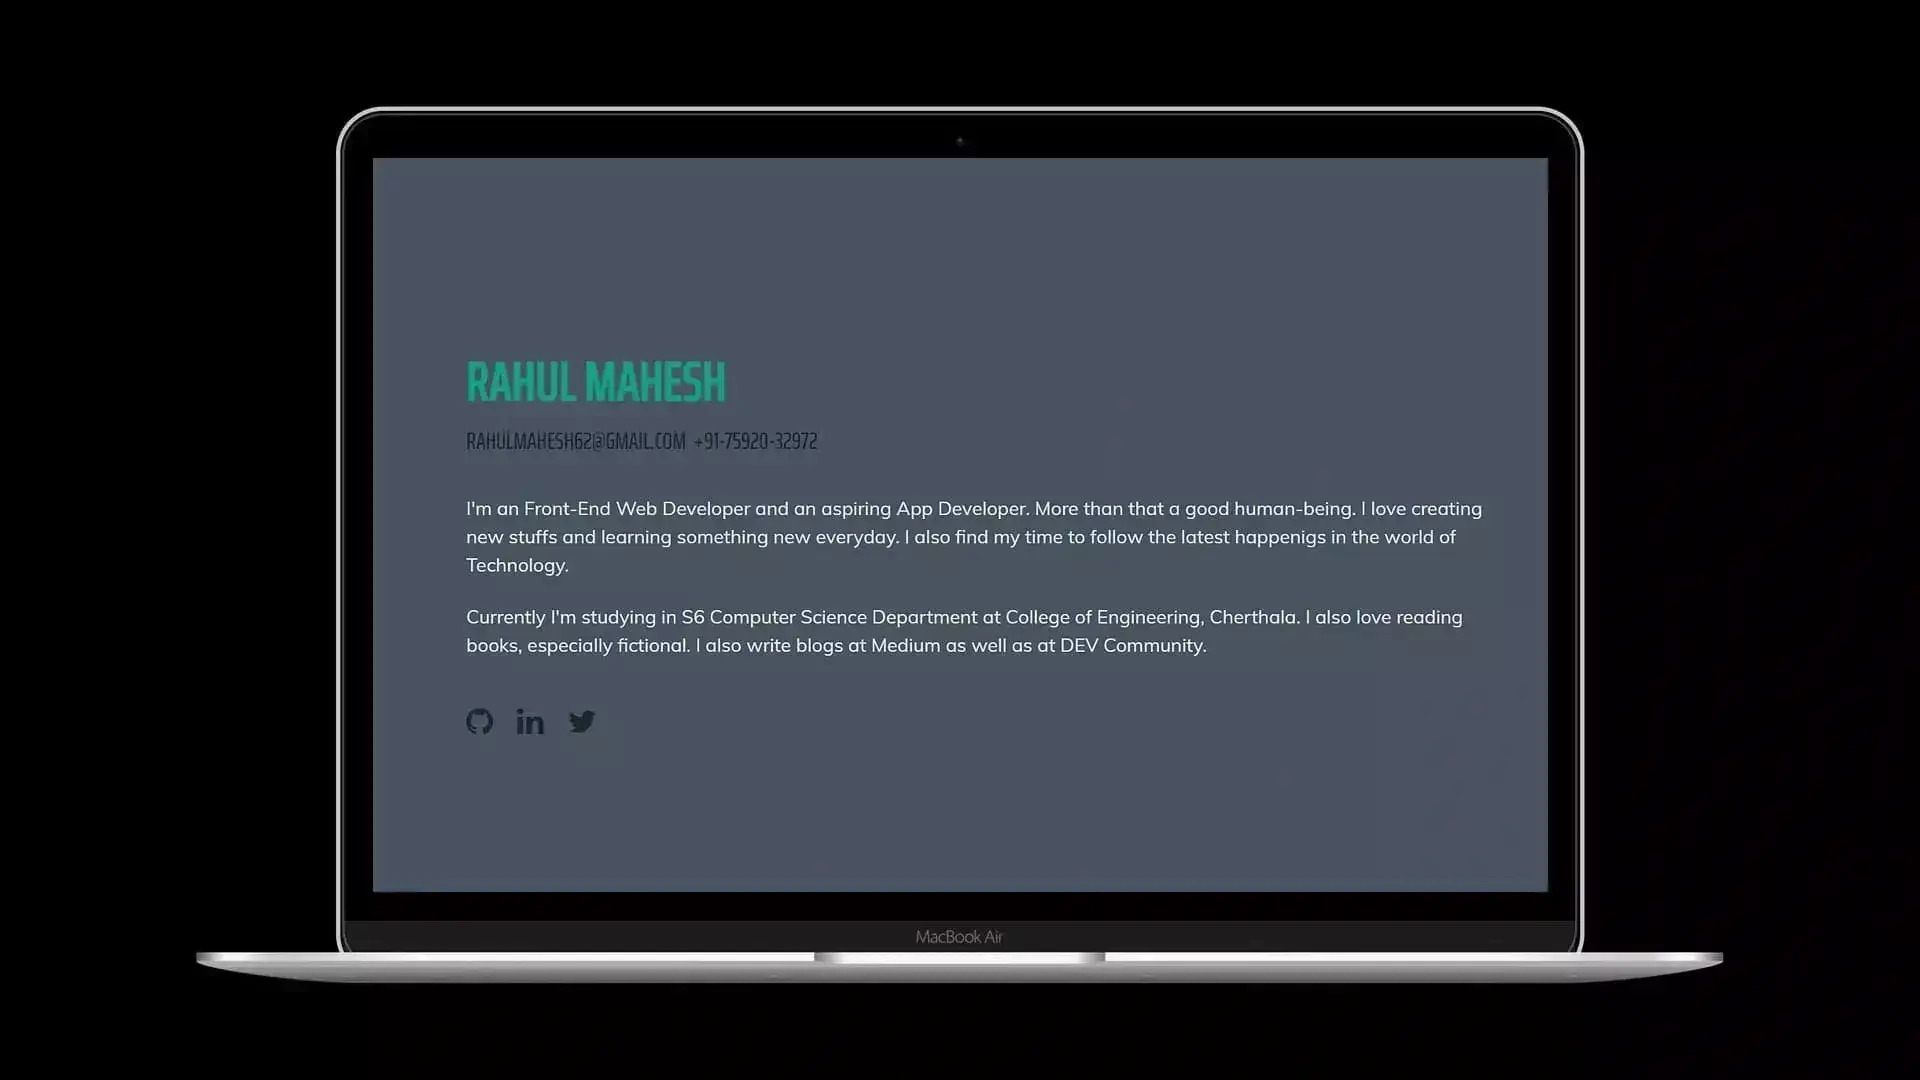 RAHUL MAHESH
RAHULMAHESH62@GMAIL.COM +91-75920-32972
I'm an Front-End Web Developer and an aspiring App Developer. More than that a good human-being. I love creating
new stuffs and learning something new everyday. I also find my time to follow the latest happenigs in the world of
Technology.
Currently I'm studying in S6 Computer Science Department at College of Engineering, Cherthala. I also love reading
books, especially fictional. I also write blogs at Medium as well as at DEV Community.
in
MacBook Air